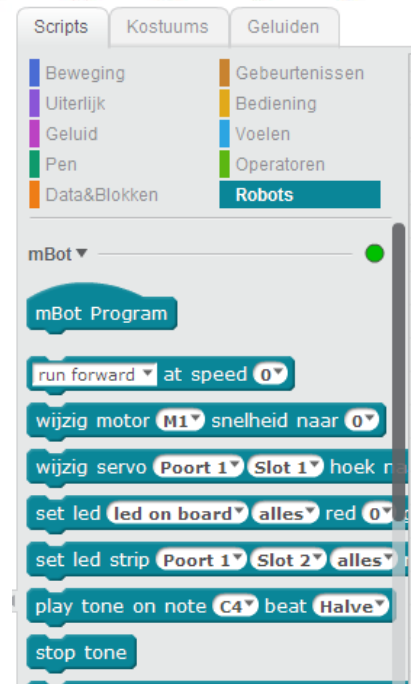 Scripts Kostuums Geluiden
Beweging Gebeurtenissen
Uiterlijk Bediening
Geluid Voelen
Pen Operatoren
Data&Blokken Robots
mBot
mBot Program
run forward at speed 0
wijzig motor M1 snelheid naar 0
wijzig servo Poort 1 Slot 1 hoek
set led led on board alles red 0
set led strip Poort 1 Slot 2 alles
play tone on note C4 beat Halve
stop tone